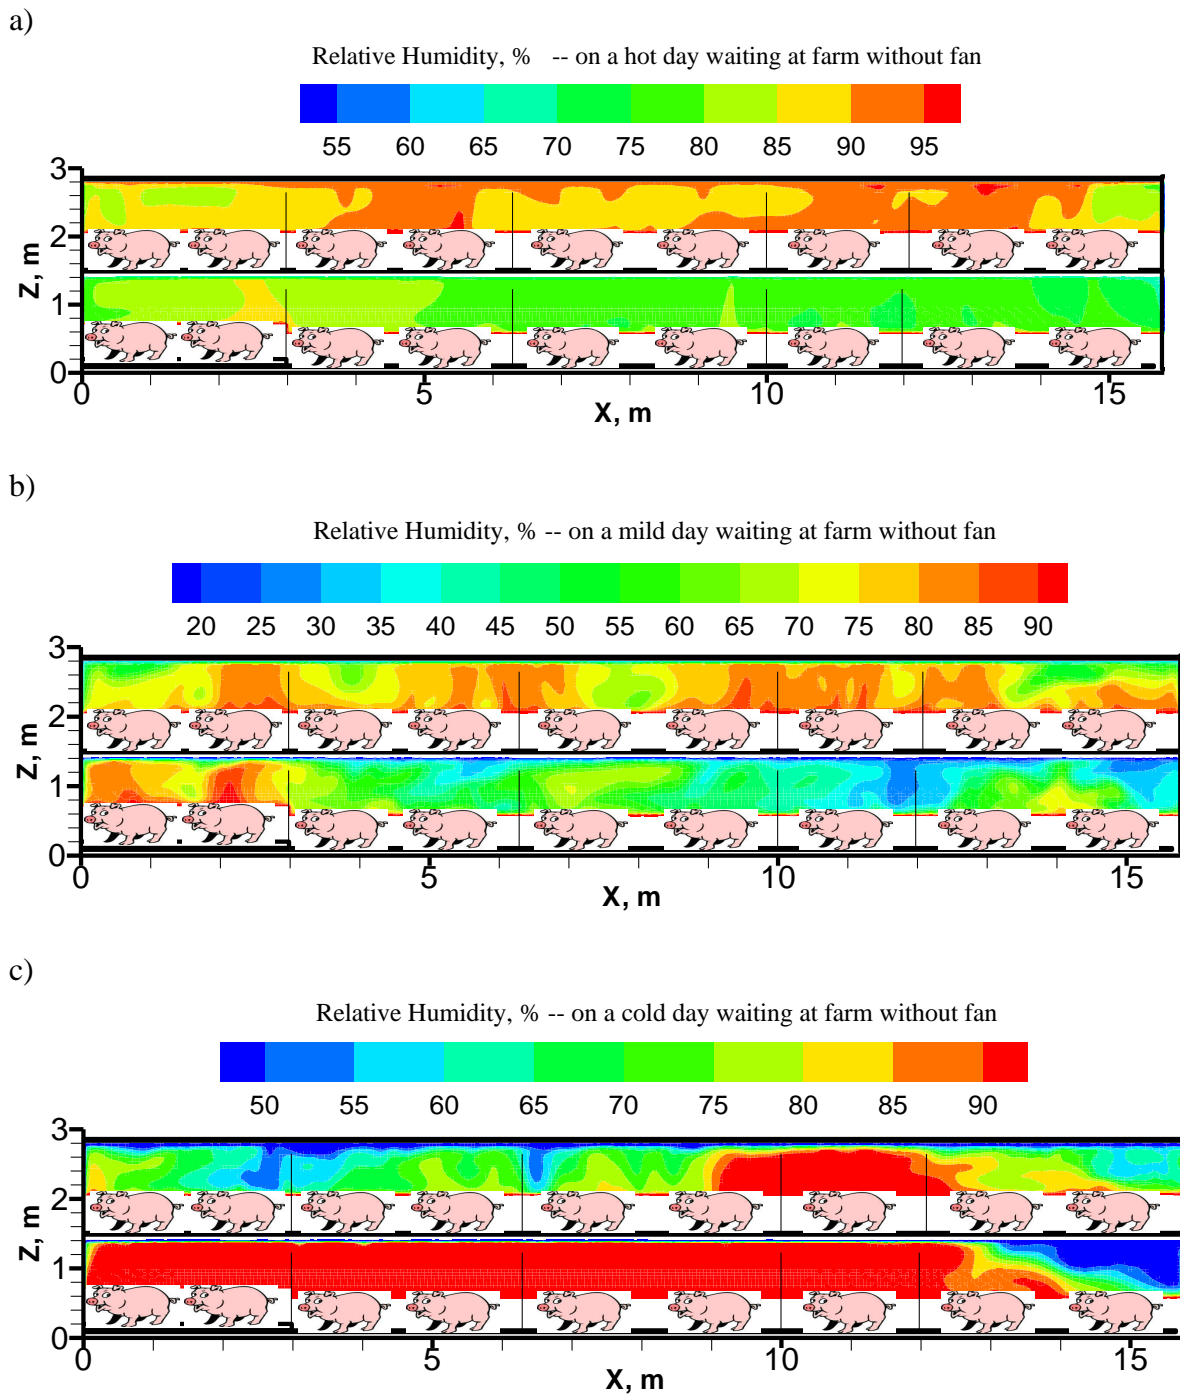 a)
Relative Humidity, % -- on a hot day waiting at farm without fan
55 60 65 70 75 80 85 90 95
3
2
1
0
Z, m
0 5 10 15
X, m
b)
Relative Humidity, % -- on a mild day waiting at farm without fan
20 25 30 35 40 45 50 55 60 65 70 75 80 85 90
3
2
1
0
Z, m
0 5 10 15
X, m
c)
Relative Humidity, % -- on a cold day waiting at farm without fan
50 55 60 65 70 75 80 85 90
3
2
1
0
Z, m
0 5 10 15
X, m